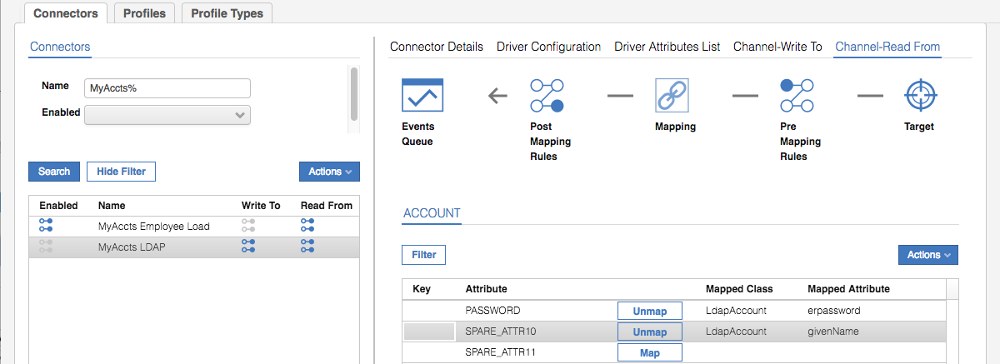 Connectors Profiles Profile Types
Connectors
Name MyAccts%
Enabled
Search Hide Filter Actions
Enabled Name Write To Read From
MyAccts Employee Load
MyAccts LDAP
Connector Details Driver Configuration Driver Attributes List Channel-Write To Channel-Read From
Events
Queue
Post
Mapping
Rules
Mapping
Pre
Mapping
Rules
Target
ACCOUNT
Filter Actions
Key Attribute Mapped Class Mapped Attribute
PASSWORD Unmap LdapAccount erpassword
SPARE_ATTR10 Unmap LdapAccount givenName
SPARE_ATTR11 Map